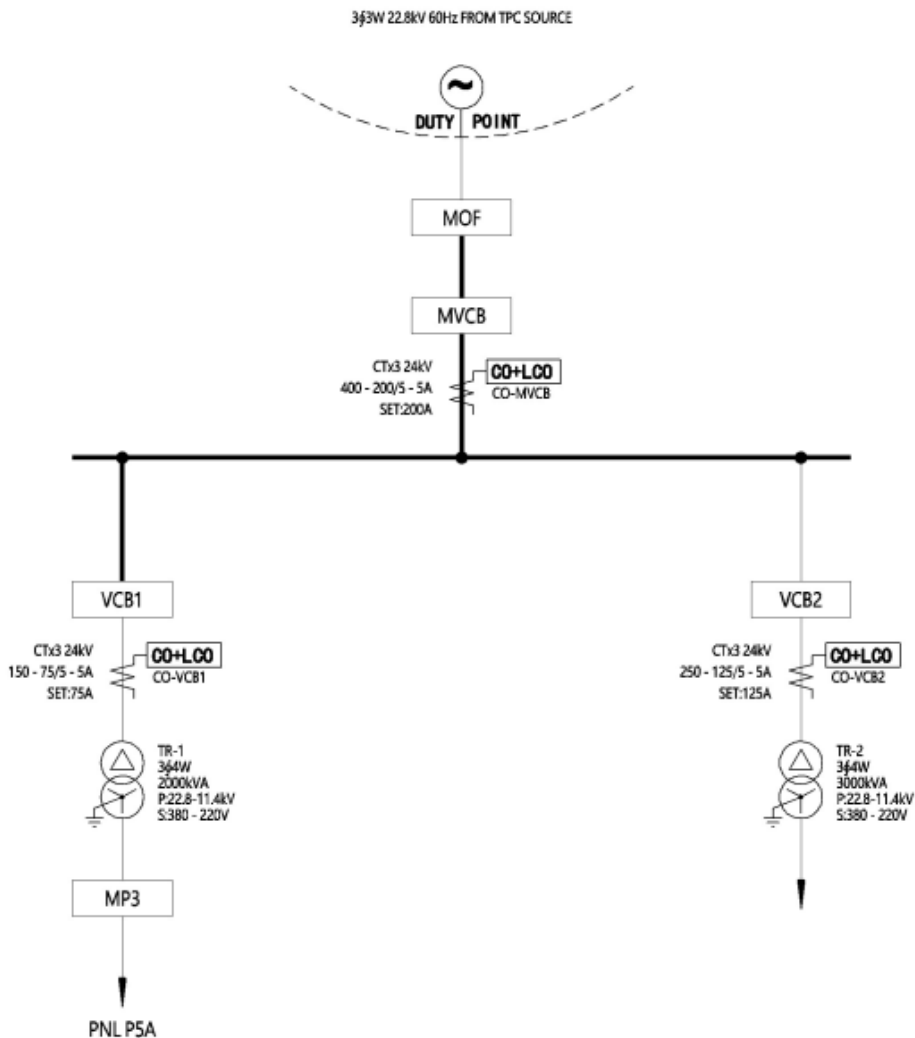 3∮3W 22.8kV 60Hz FROM TPC SOURCE
~
DUTY POINT
MOF
MVCB
CTx3 24kV
400 - 200/5 - 5A
SET:200A
CO+LCO
CO-MVCB
VCB1
CTx3 24kV
150 - 75/5 - 5A
SET:75A
CO+LCO
CO-VCB1
TR-1
3∮4W
2000kVA
P:22.8-11.4kV
S:380 - 220V
MP3
PNL P5A
VCB2
CTx3 24kV
250 - 125/5 - 5A
SET:125A
CO+LCO
CO-VCB2
TR-2
3∮4W
3000kVA
P:22.8-11.4kV
S:380 - 220V